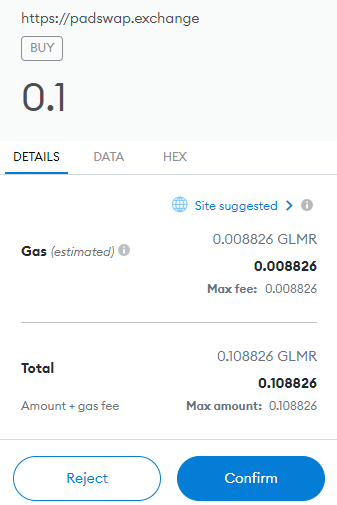 https://padswap.exchange
BUY
0.1
DETAILS DATA HEX
Site suggested
0.008826 GLMR
Gas (estimated) 0.008826
Max fee: 0.008826
0.108826 GLMR
Total 0.108826
Amount + gas fee Max amount: 0.108826
Reject Confirm